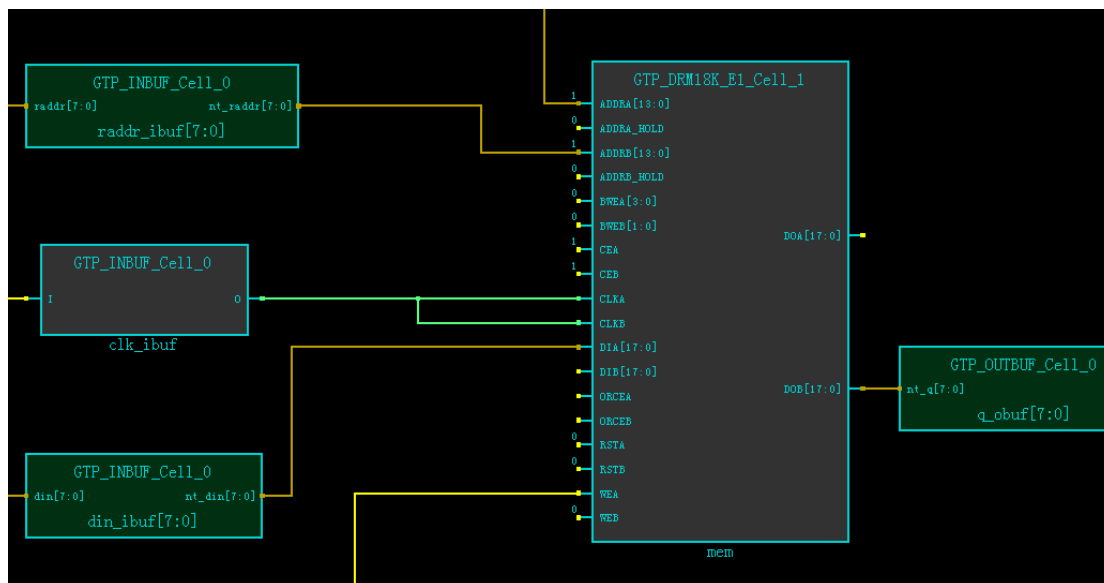 GTP_INBUF_Cell_0
raddr[7:0] nt_raddr[7:0]
raddr_ibuf[7:0]
GTP_INBUF_Cell_0
I O
clk_ibuf
GTP_INBUF_Cell_0
din[7:0] nt_din[7:0]
din_ibuf[7:0]
GTP_DRM18K_E1_Cell_1
1 ADDRA[13:0]
0 ADDRA_HOLD
1 ADDRB[13:0]
0 ADDRB_HOLD
0 BWEA[3:0]
0 BWEB[1:0]
DOA[17:0]
1 CEA
1 CEB
CLKA
CLKB
DIA[17:0]
DIB[17:0]
DOB[17:0]
ORCEA
ORCEB
0 RSTA
0 RSTB
WEA
0 WEB
mem
GTP_OUTBUF_Cell_0
nt_q[7:0]
q_obuf[7:0]